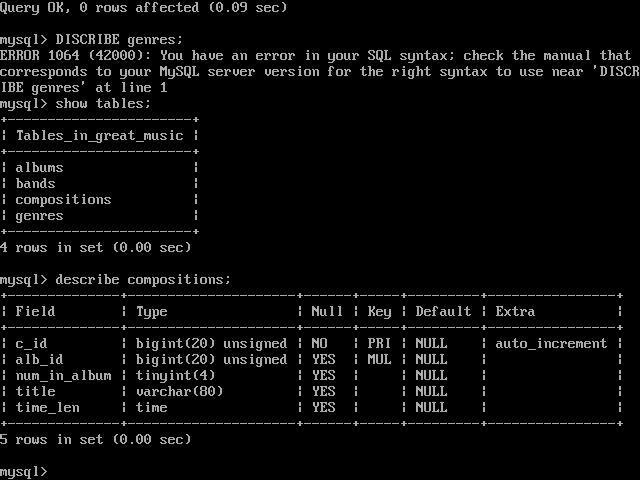 Query OK, 0 rows affected (0.09 sec)

mysql> DISCRIBE genres;
ERROR 1064 (42000): You have an error in your SQL syntax; check the manual that
corresponds to your MySQL server version for the right syntax to use near 'DISCR
IBE genres' at line 1
mysql> show tables;
+-----------------------+
| Tables_in_great_music |
+-----------------------+
| albums                |
| bands                 |
| compositions          |
| genres                |
+-----------------------+
4 rows in set (0.00 sec)

mysql> describe compositions;
+--------------+---------------------+------+-----+---------+----------------+
| Field        | Type                | Null | Key | Default | Extra          |
+--------------+---------------------+------+-----+---------+----------------+
| c_id         | bigint(20) unsigned | NO   | PRI | NULL    | auto_increment |
| alb_id       | bigint(20) unsigned | YES  | MUL | NULL    |                |
| num_in_album | tinyint(4)          | YES  |     | NULL    |                |
| title        | varchar(80)         | YES  |     | NULL    |                |
| time_len     | time                | YES  |     | NULL    |                |
+--------------+---------------------+------+-----+---------+----------------+
5 rows in set (0.00 sec)

mysql>